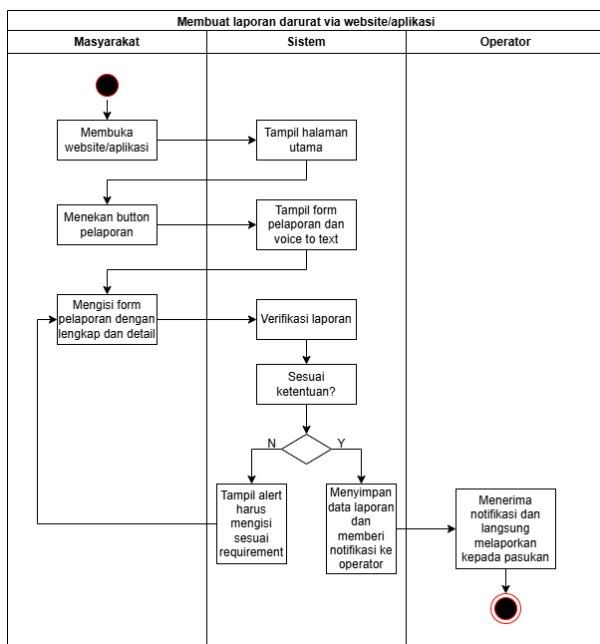 Membuat laporan darurat via website/aplikasi
Masyarakat
Sistem
Operator
Membuka
website/aplikasi
Tampil halaman
utama
Menekan button
pelaporan
Tampil form
pelaporan dan
voice to text
Mengisi form
pelaporan dengan
lengkap dan detail
Verifikasi laporan
Sesuai
ketentuan?
N
Y
Tampil alert
harus
mengisi
sesuai
requirement
Menyimpan
data laporan
dan
memberi
notifikasi ke
operator
Menerima
notifikasi dan
langsung
melaporkan
kepada pasukan